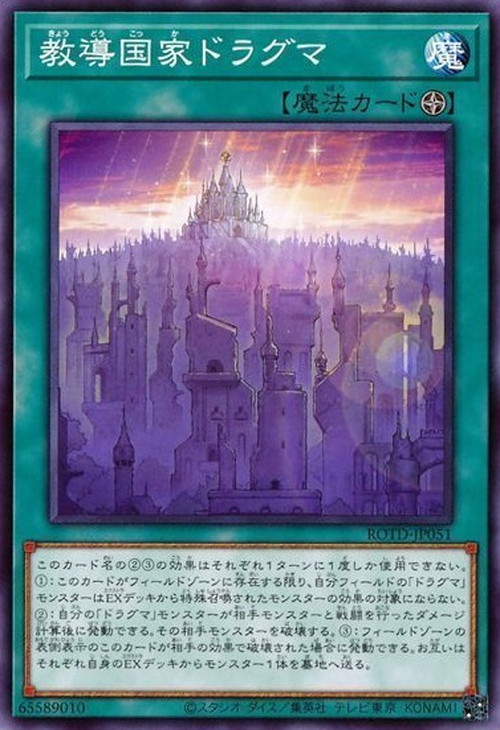 教導国家ドラグマ
魔
【魔法カード】
ROTD-JP051
このカード名の②③の効果はそれぞれ1ターンに1度しか使用できない。
①:このカードがフィールドゾーンに存在する限り、自分フィールドの「ドラグマ」
モンスターはEXデッキから特殊召喚されたモンスターの効果の対象にならない。
②:自分の「ドラグマ」モンスターが相手モンスターと戦闘を行ったダメージ
計算後に発動できる。その相手モンスターを破壊する。③:フィールドゾーンの
表側表示のこのカードが相手の効果で破壊された場合に発動できる。お互いは
それぞれ自身のEXデッキからモンスター1体を墓地へ送る。
65589010
©スタジオ・ダイス/集英社 テレビ東京 KONAMI